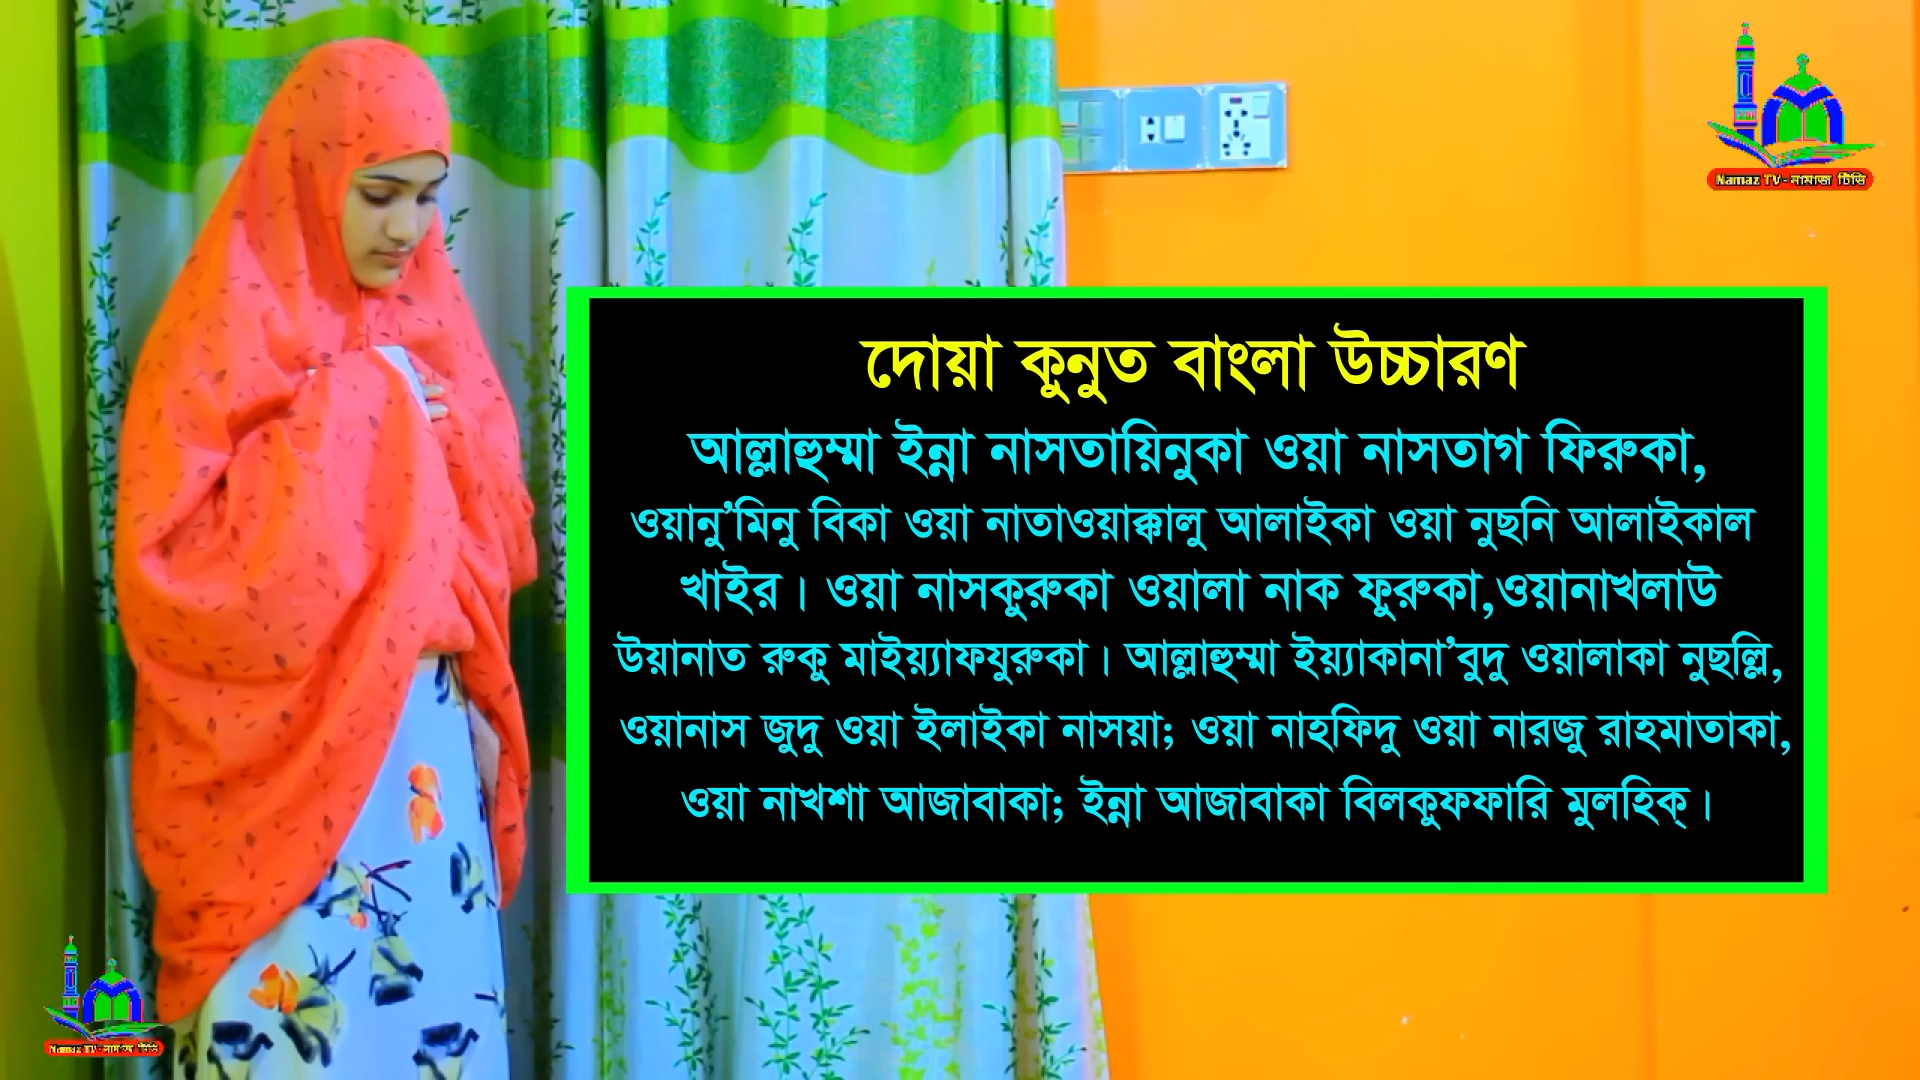 Namaz TV - নামাজ টিভি
দোয়া কুনুত বাংলা উচ্চারণ
আল্লাহুম্মা ইন্না নাসতায়িনুকা ওয়া নাসতাগ ফিরুকা,
ওয়ানু’মিনু বিকা ওয়া নাতাওয়াক্কালু আলাইকা ওয়া নুছনি আলাইকাল
খাইর। ওয়া নাসকুরুকা ওয়ালা নাক ফুরুকা,ওয়ানাখলাউ
উয়ানাত রুকু মাইয়্যাফযুরুকা। আল্লাহুম্মা ইয়্যাকানা’বুদু ওয়ালাকা নুছল্লি,
ওয়ানাস জুদু ওয়া ইলাইকা নাসয়া; ওয়া নাহফিদু ওয়া নারজু রাহমাতাকা,
ওয়া নাখশা আজাবাকা; ইন্না আজাবাকা বিলকুফফারি মুলহিক্।
Namaz TV - নামাজ টিভি